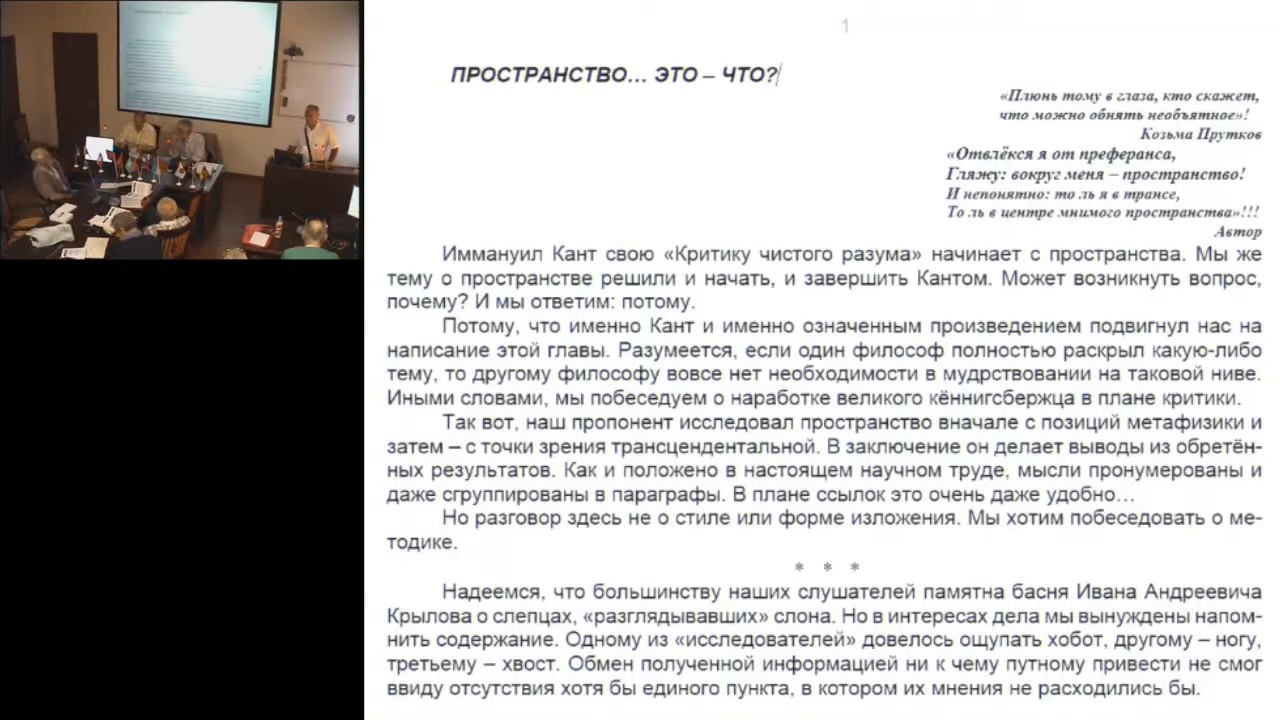 1
ПРОСТРАНСТВО... ЭТО – ЧТО?
«Плюнь тому в глаза, кто скажет,
что можно обнять необъятное»!
Козьма Прутков
«Отвлёкся я от преферанса,
Гляжу: вокруг меня – пространство!
И непонятно: то ль я в трансе,
То ль в центре мнимого пространства»!!!
Автор
Иммануил Кант свою «Критику чистого разума» начинает с пространства. Мы же
тему о пространстве решили и начать, и завершить Кантом. Может возникнуть вопрос,
почему? И мы ответим: потому.
Потому, что именно Кант и именно означенным произведением подвигнул нас на
написание этой главы. Разумеется, если один философ полностью раскрыл какую-либо
тему, то другому философу вовсе нет необходимости в мудрствовании на таковой ниве.
Иными словами, мы побеседуем о наработке великого кённигсбержца в плане критики.
Так вот, наш пропонент исследовал пространство вначале с позиций метафизики и
затем – с точки зрения трансцендентальной. В заключение он делает выводы из обретён-
ных результатов. Как и положено в настоящем научном труде, мысли пронумерованы и
даже сгруппированы в параграфы. В плане ссылок это очень даже удобно...
Но разговор здесь не о стиле или форме изложения. Мы хотим побеседовать о ме-
тодике.
* * *
Надеемся, что большинству наших слушателей памятна басня Ивана Андреевича
Крылова о слепцах, «разглядывавших» слона. Но в интересах дела мы вынуждены напом-
нить содержание. Одному из «исследователей» довелось ощупать хобот, другому – ногу,
третьему – хвост. Обмен полученной информацией ни к чему путному привести не смог
ввиду отсутствия хотя бы единого пункта, в котором их мнения не расходились бы.